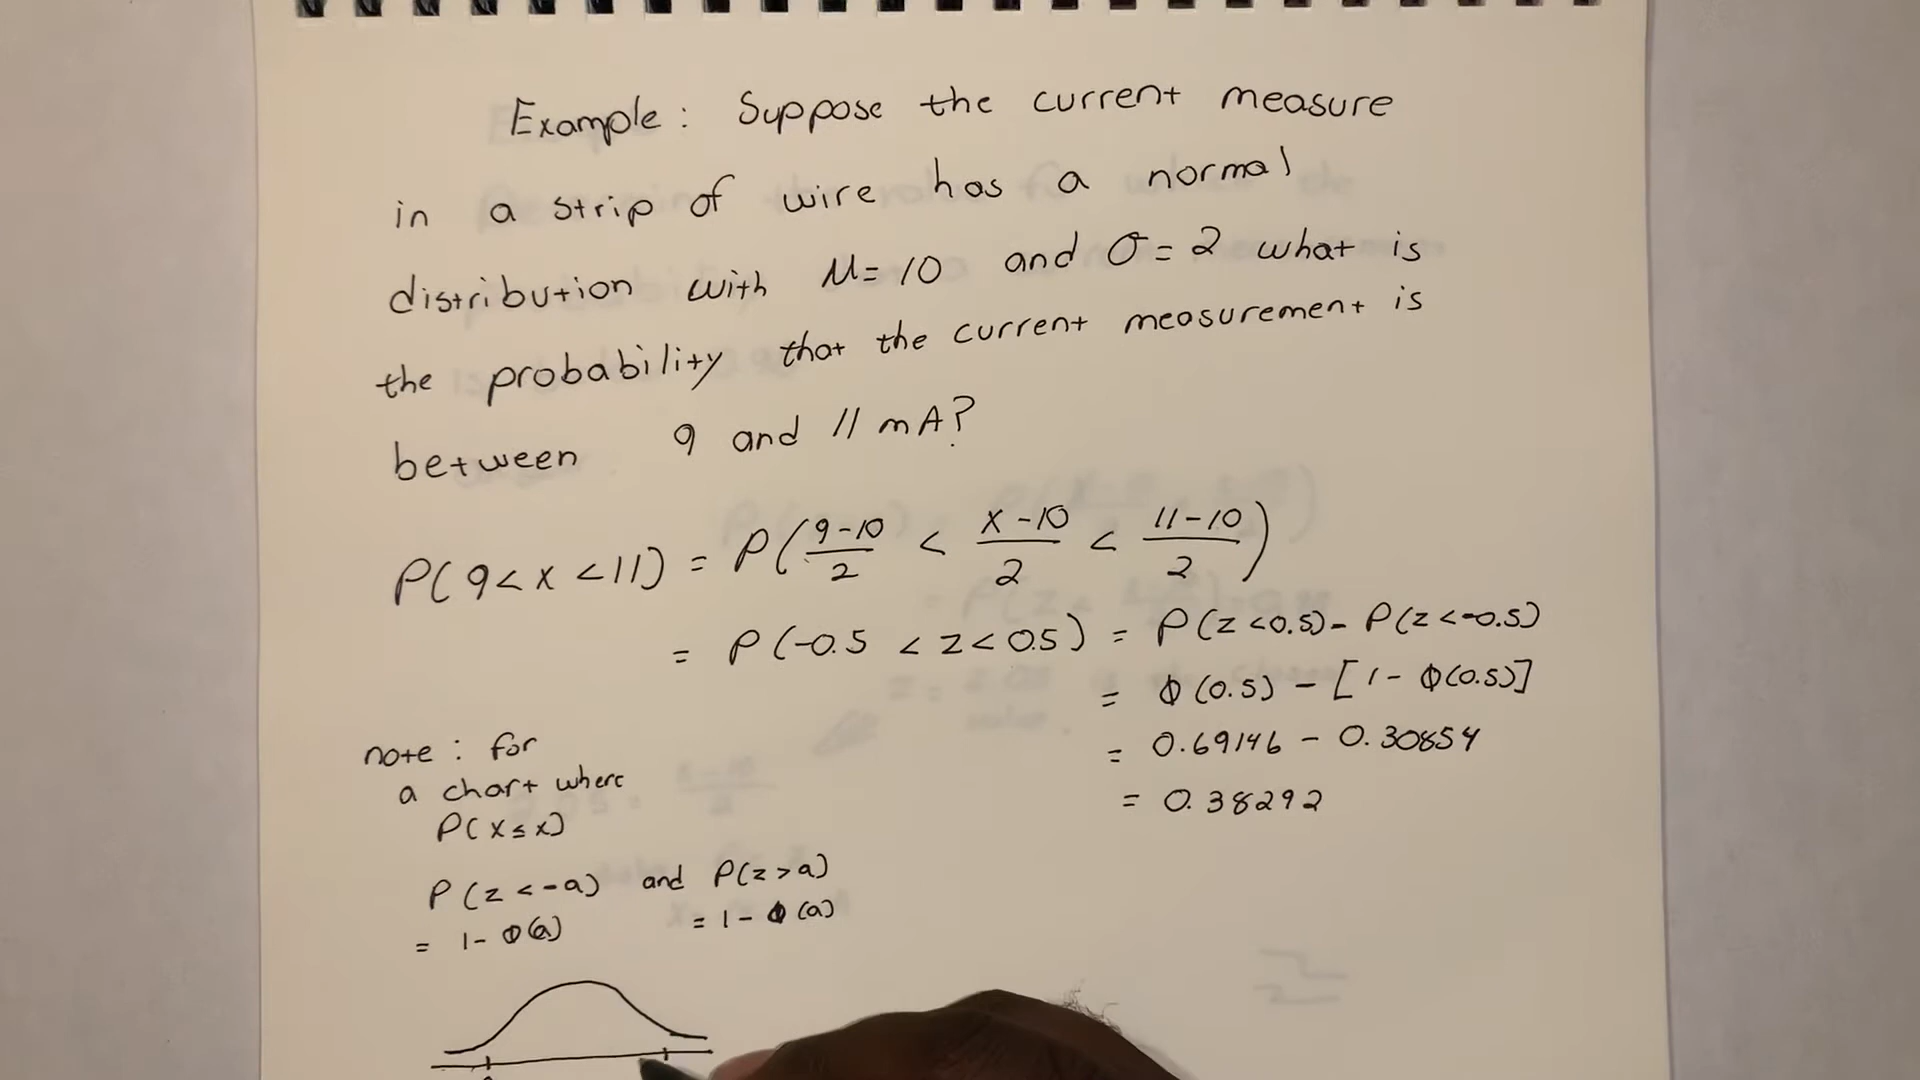 Example: Suppose the current measure
in a strip of wire has a normal
distribution with M=10 and σ=2 what is
the probability that the current measurement is
between 9 and 11 mA?
P(9<x<11) = P(9-10/2 < x-10/2 < 11-10/2)
= P(-0.5 < z < 0.5) = P(z<0.5) - P(z<-0.5)
= Φ(0.5) - [1 - Φ(0.5)]
= 0.69146 - 0.30854
= 0.38292
note: for
a chart where
P(x≤x)
P(z<-a) and P(z>a)
= 1-Φ(a) = 1-Φ(a)